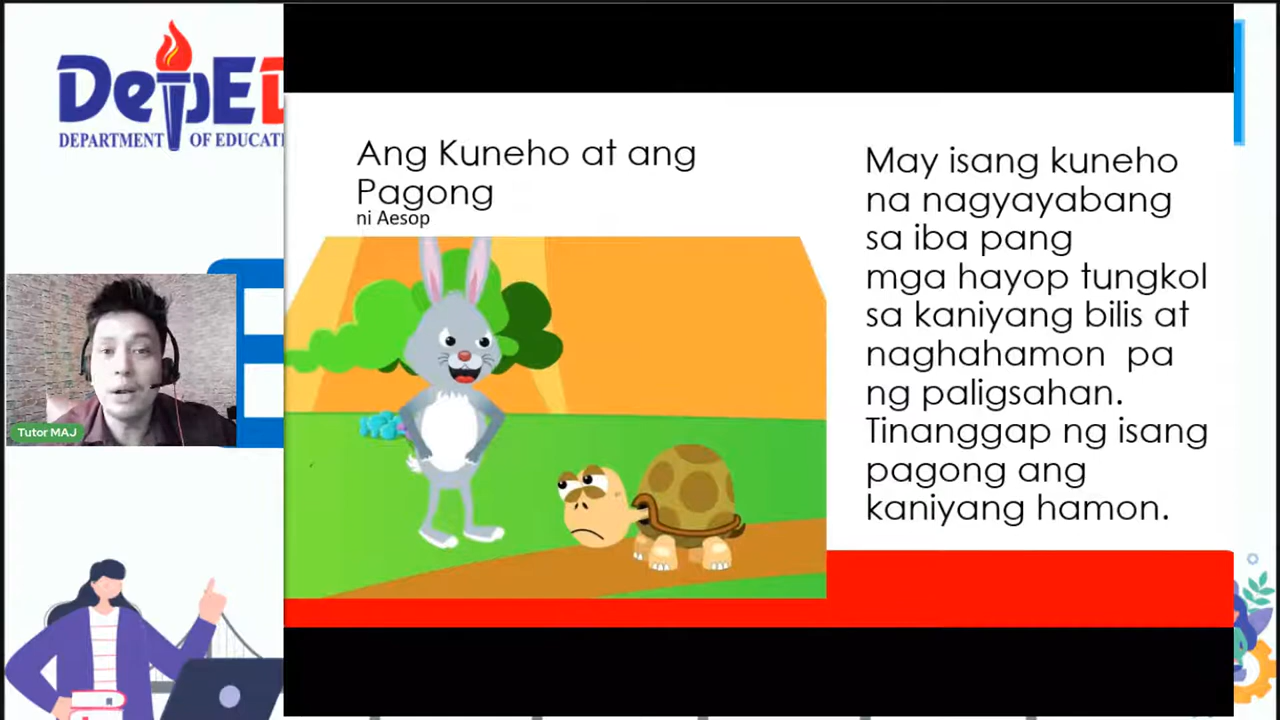 DepED
DEPARTMENT OF EDUCATI
Ang Kuneho at ang
Pagong
ni Aesop
May isang kuneho
na nagyayabang
sa iba pang
mga hayop tungkol
sa kaniyang bilis at
naghahamon pa
ng paligsahan.
Tinanggap ng isang
pagong ang
kaniyang hamon.
Tutor MAJ